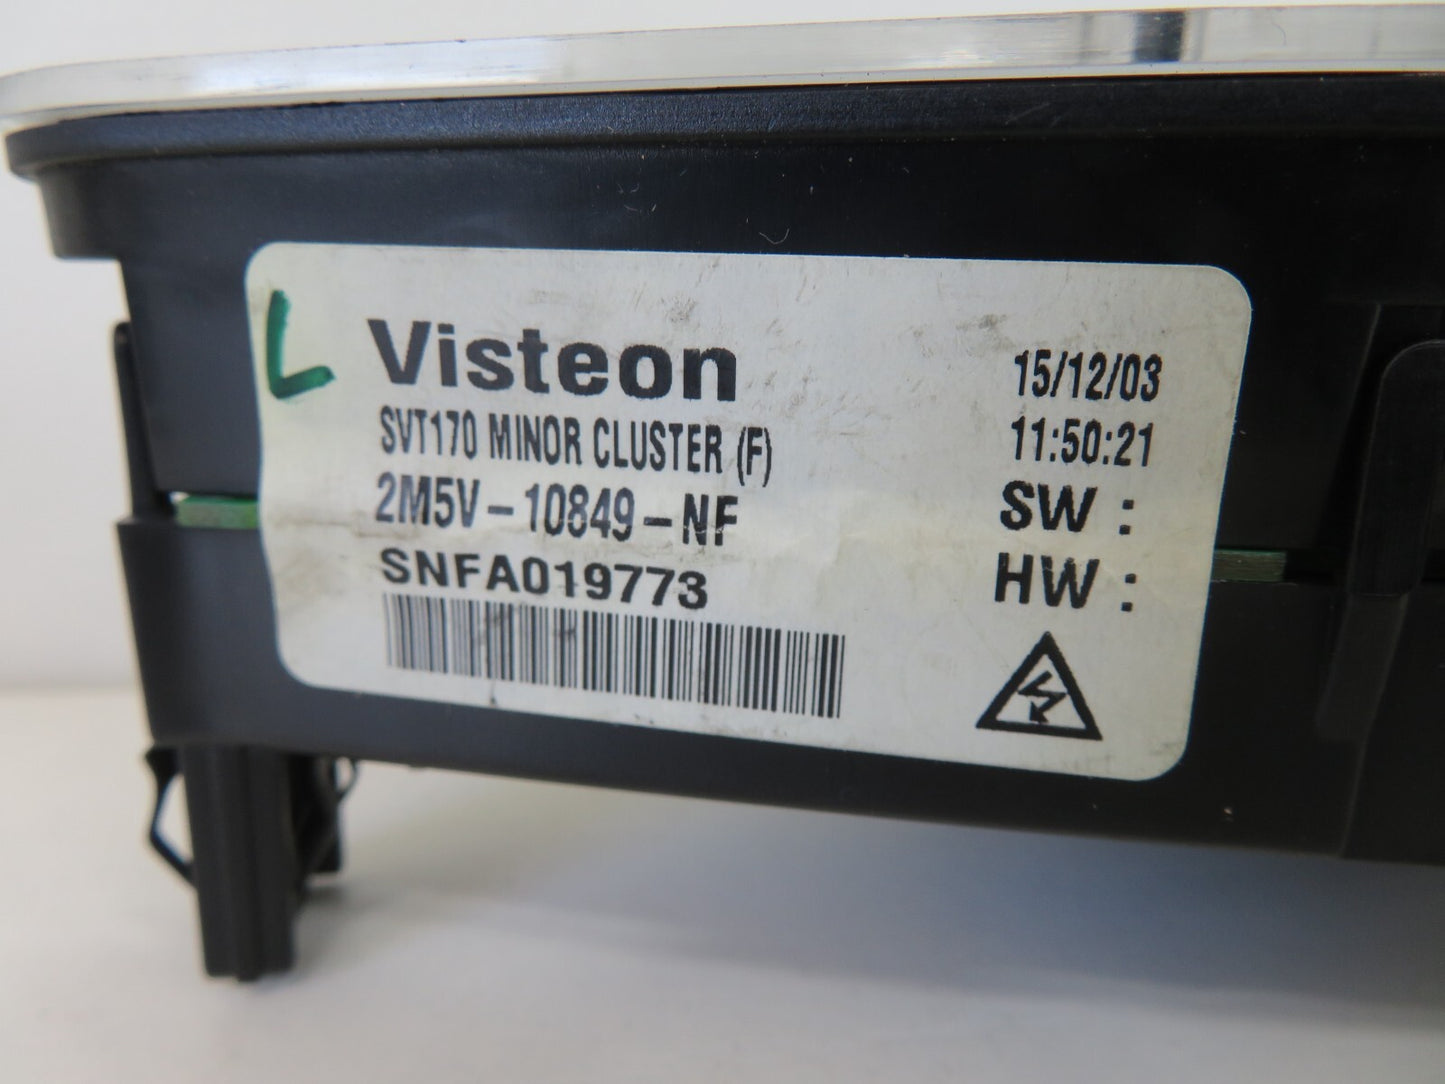 L
Visteon
SVT170 MINOR CLUSTER (F)
2M5V-10849-NF
SNFA019773
15/12/03
11:50:21
SW :
HW :